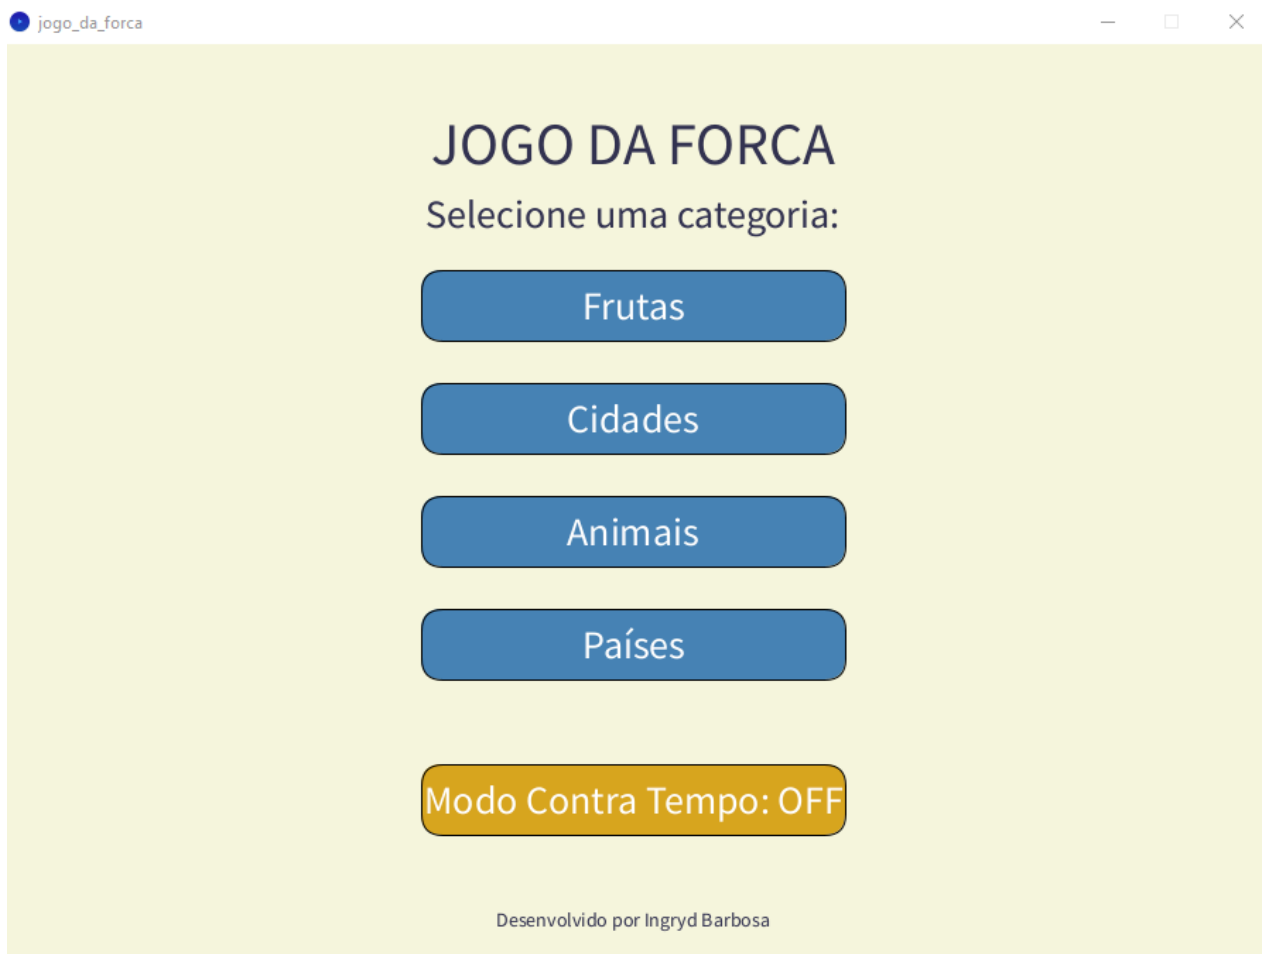 jogo_da_forca
JOGO DA FORCA
Selecione uma categoria:
Frutas
Cidades
Animais
Países
Modo Contra Tempo: OFF
Desenvolvido por Ingryd Barbosa